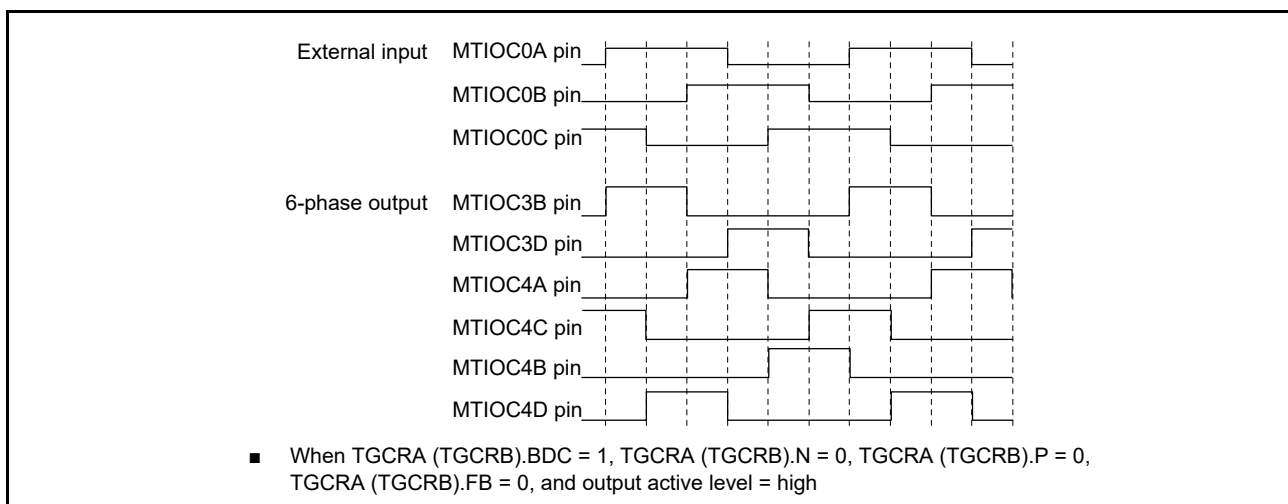 External input MTIOC0A pin
MTIOC0B pin
MTIOC0C pin
6-phase output MTIOC3B pin
MTIOC3D pin
MTIOC4A pin
MTIOC4C pin
MTIOC4B pin
MTIOC4D pin
■ When TGCRA (TGCRB).BDC = 1, TGCRA (TGCRB).N = 0, TGCRA (TGCRB).P = 0,
TGCRA (TGCRB).FB = 0, and output active level = high